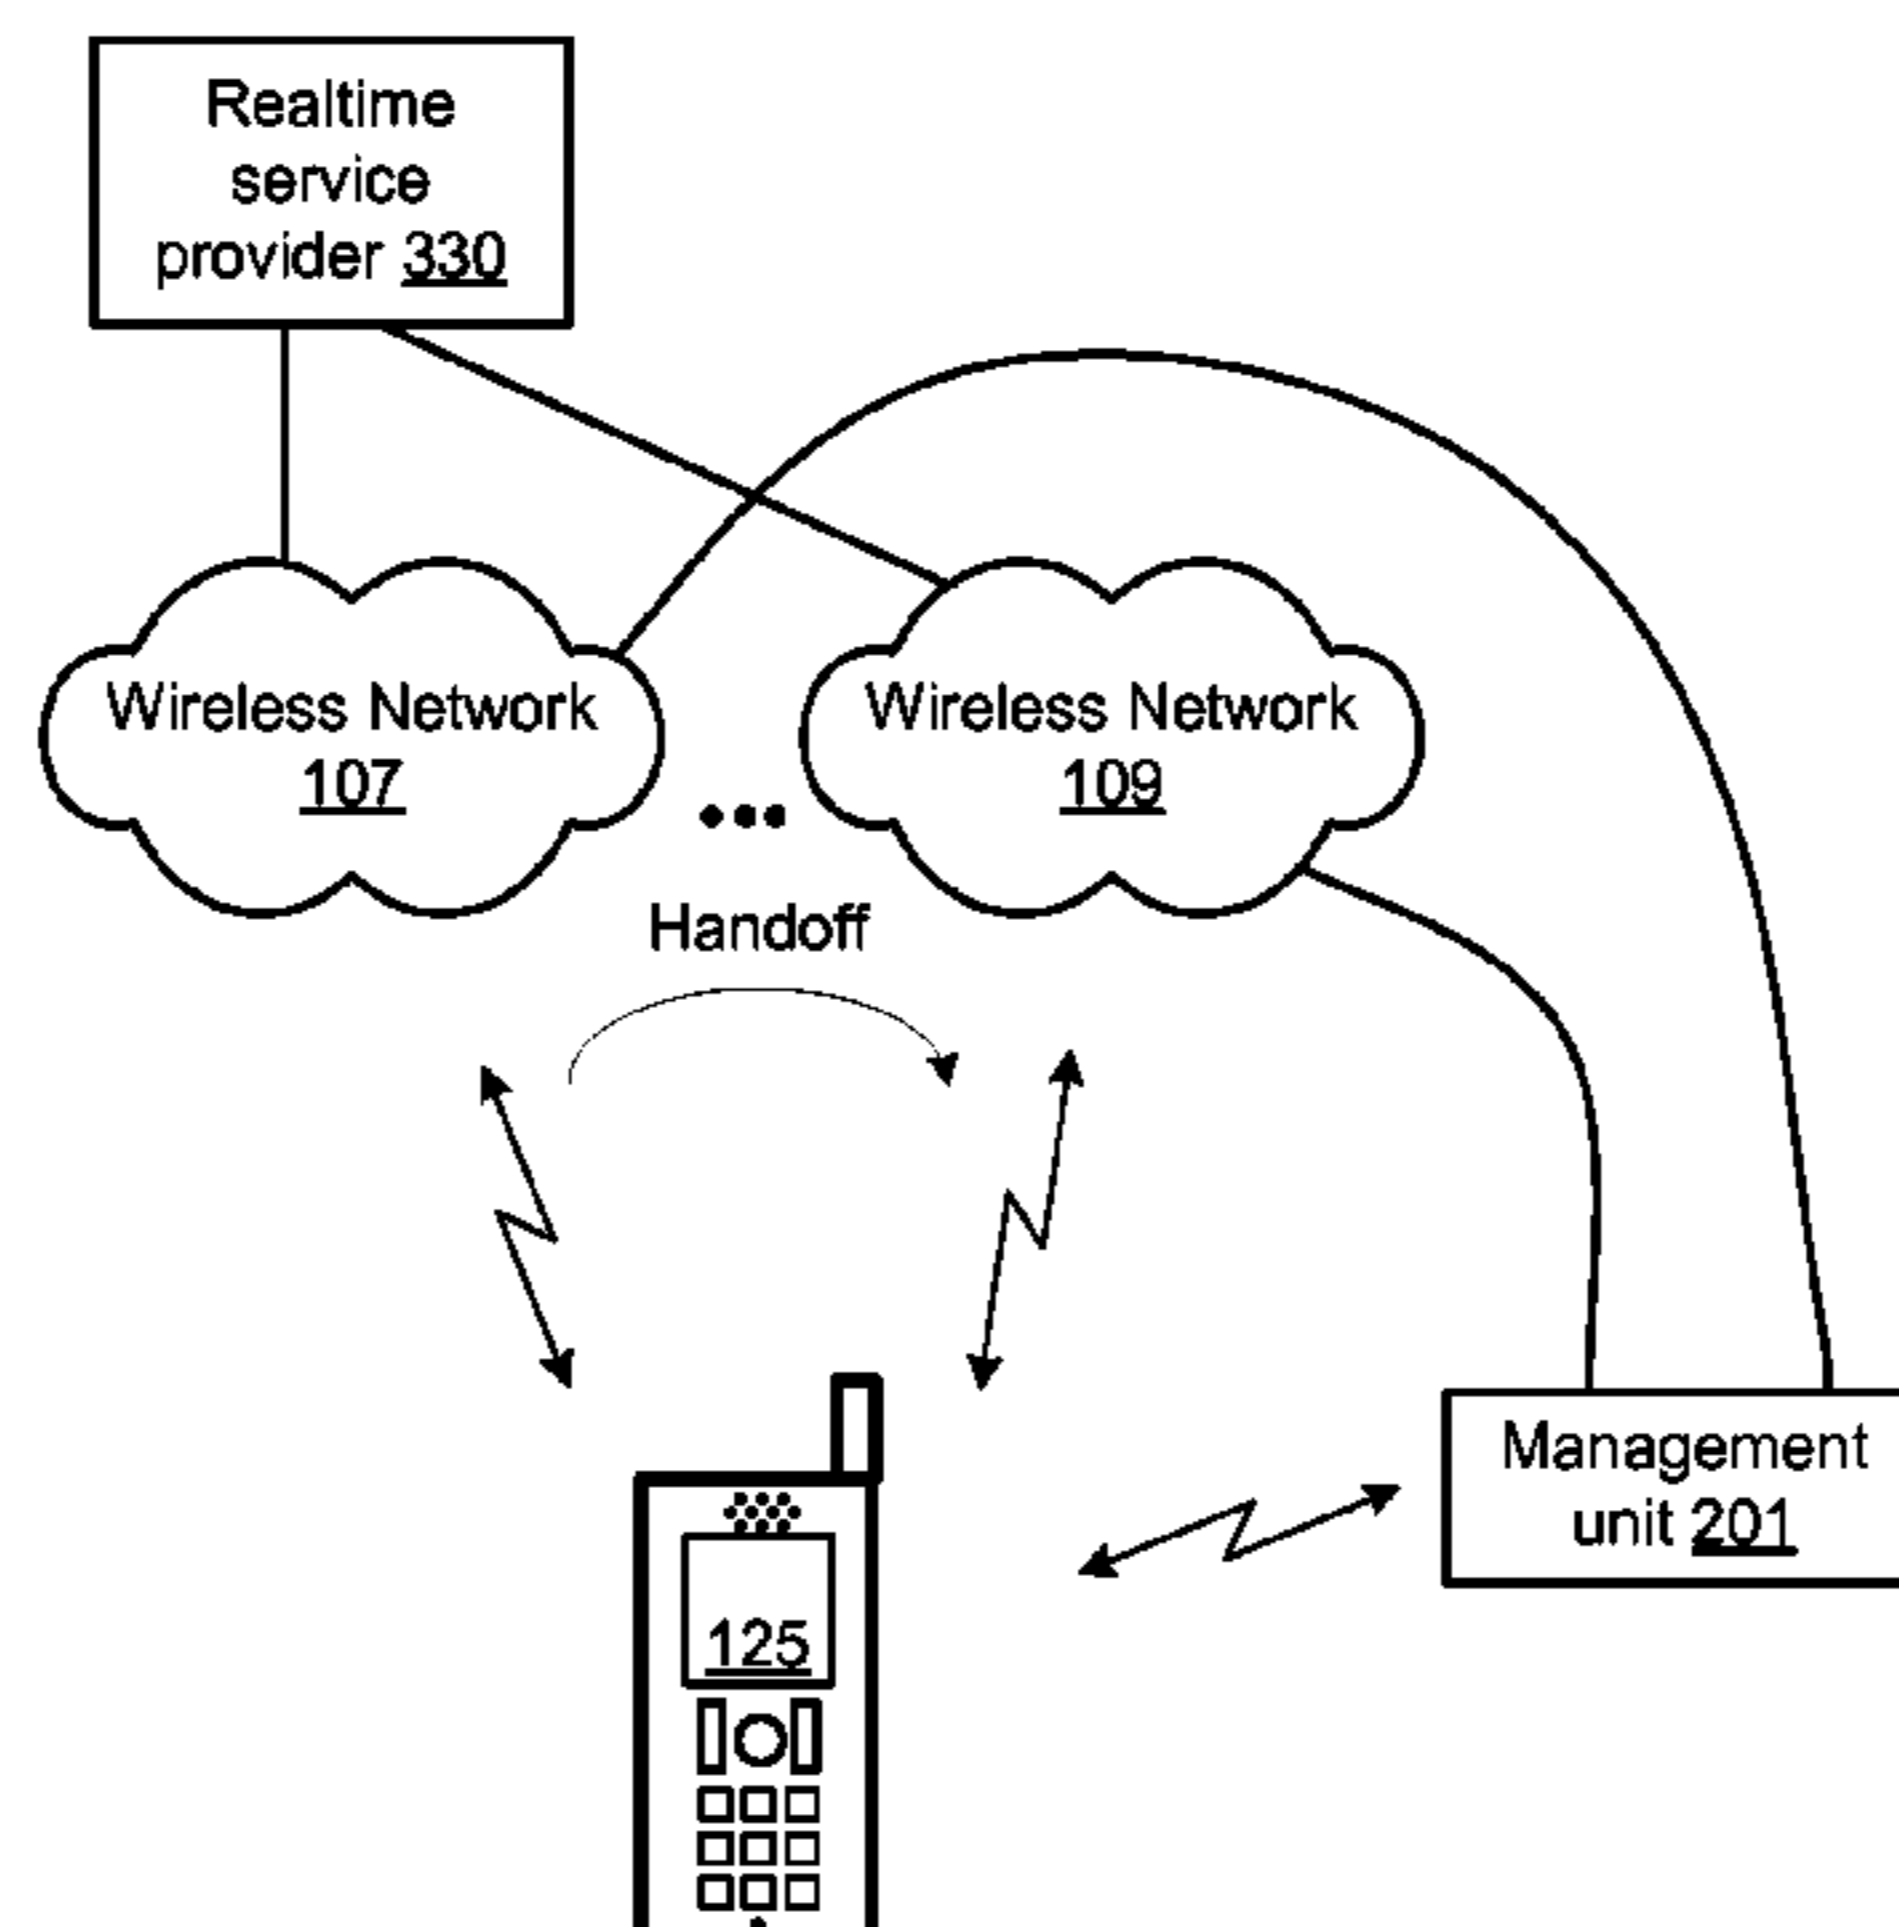 Realtime
service
provider 330
Wireless Network
107
Wireless Network
109
Handoff
Management
unit 201
125